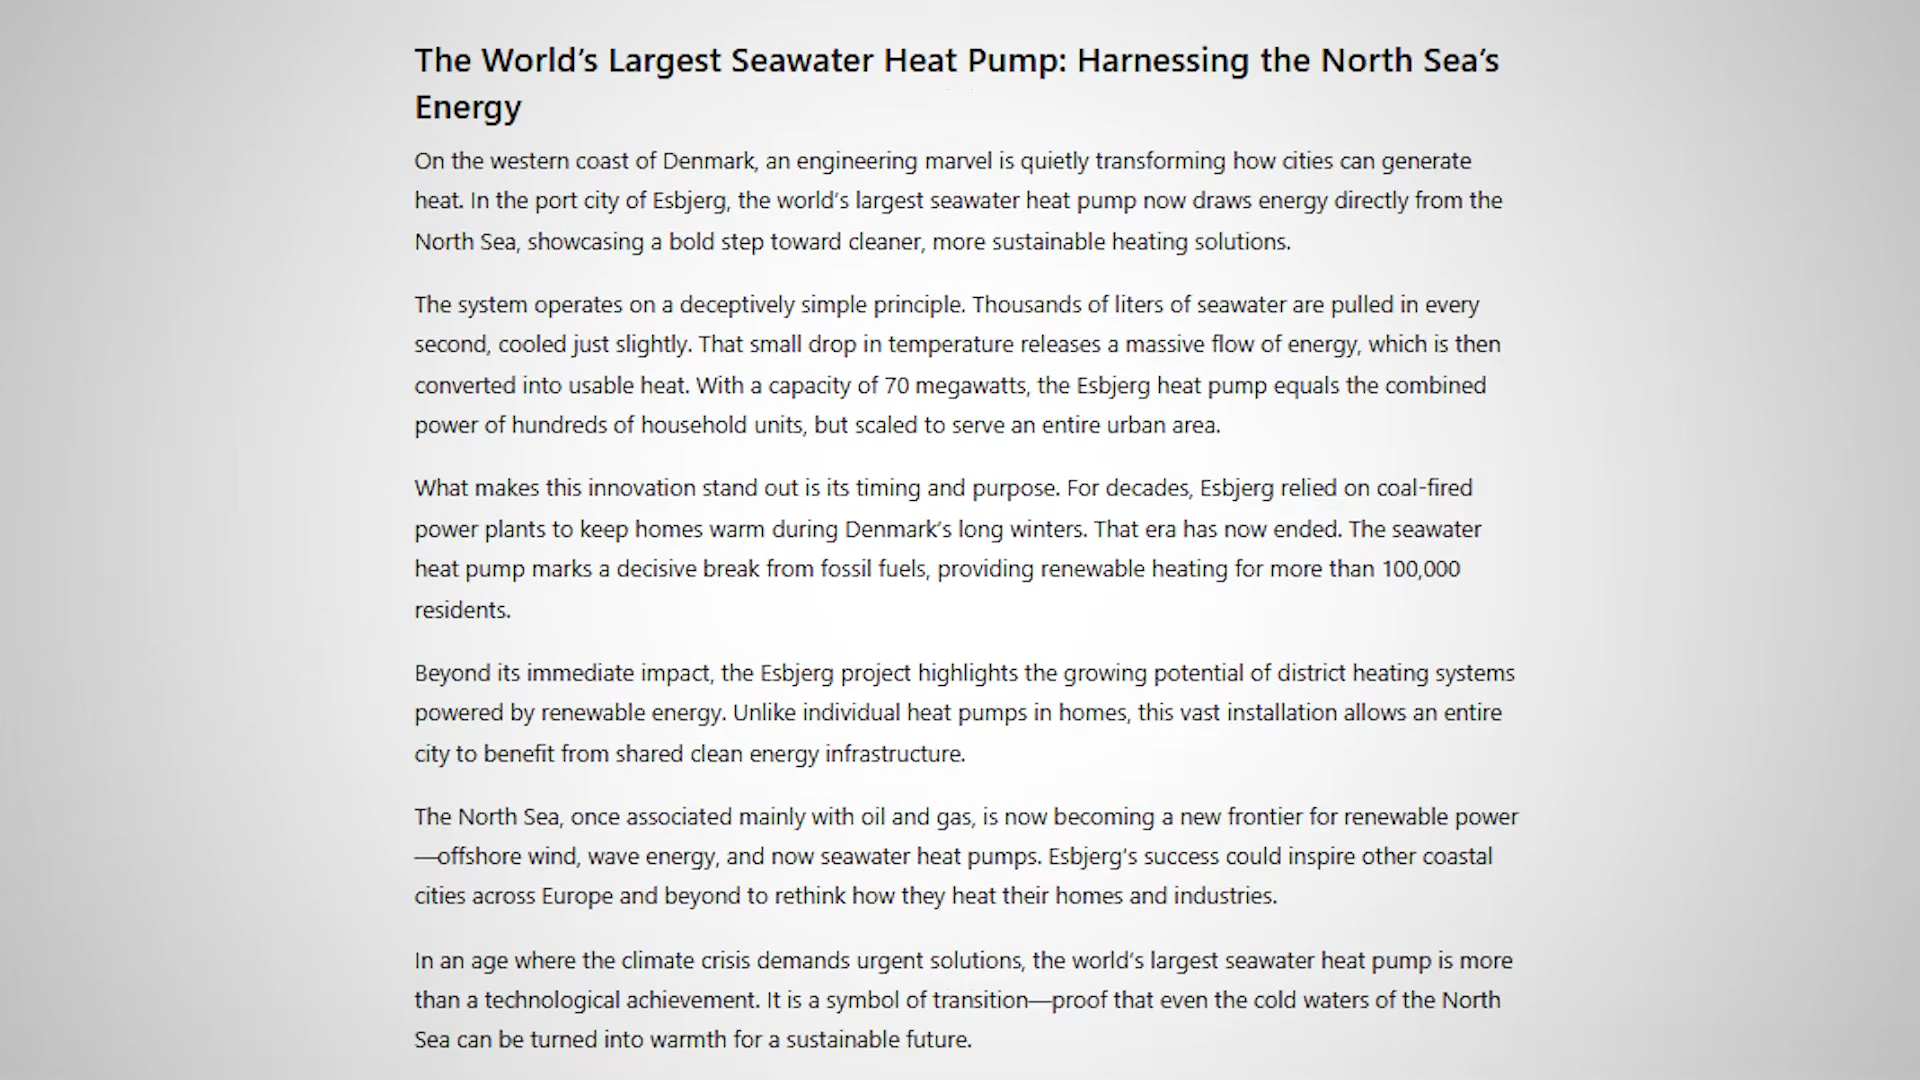 The World’s Largest Seawater Heat Pump: Harnessing the North Sea’s
Energy
On the western coast of Denmark, an engineering marvel is quietly transforming how cities can generate
heat. In the port city of Esbjerg, the world’s largest seawater heat pump now draws energy directly from the
North Sea, showcasing a bold step toward cleaner, more sustainable heating solutions.
The system operates on a deceptively simple principle. Thousands of liters of seawater are pulled in every
second, cooled just slightly. That small drop in temperature releases a massive flow of energy, which is then
converted into usable heat. With a capacity of 70 megawatts, the Esbjerg heat pump equals the combined
power of hundreds of household units, but scaled to serve an entire urban area.
What makes this innovation stand out is its timing and purpose. For decades, Esbjerg relied on coal-fired
power plants to keep homes warm during Denmark’s long winters. That era has now ended. The seawater
heat pump marks a decisive break from fossil fuels, providing renewable heating for more than 100,000
residents.
Beyond its immediate impact, the Esbjerg project highlights the growing potential of district heating systems
powered by renewable energy. Unlike individual heat pumps in homes, this vast installation allows an entire
city to benefit from shared clean energy infrastructure.
The North Sea, once associated mainly with oil and gas, is now becoming a new frontier for renewable power
—offshore wind, wave energy, and now seawater heat pumps. Esbjerg’s success could inspire other coastal
cities across Europe and beyond to rethink how they heat their homes and industries.
In an age where the climate crisis demands urgent solutions, the world’s largest seawater heat pump is more
than a technological achievement. It is a symbol of transition—proof that even the cold waters of the North
Sea can be turned into warmth for a sustainable future.